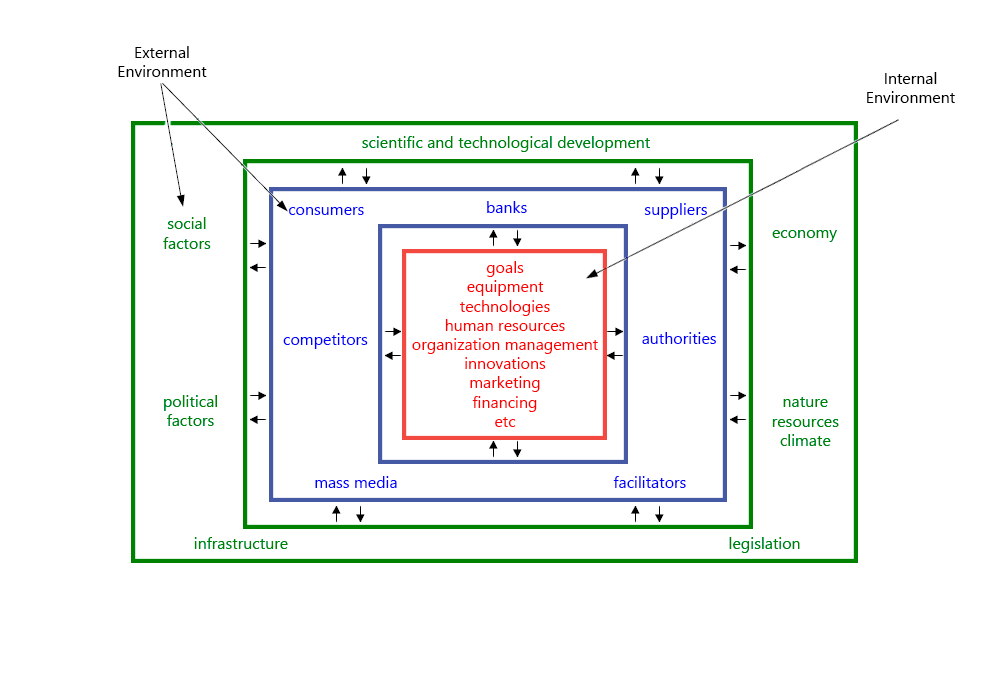 External
Environment
Internal
Environment
scientific and technological development
consumers
banks
suppliers
social
factors
economy
goals
equipment
technologies
human resources
organization management
innovations
marketing
financing
etc
competitors
authorities
political
factors
nature
resources
climate
mass media
facilitators
infrastructure
legislation